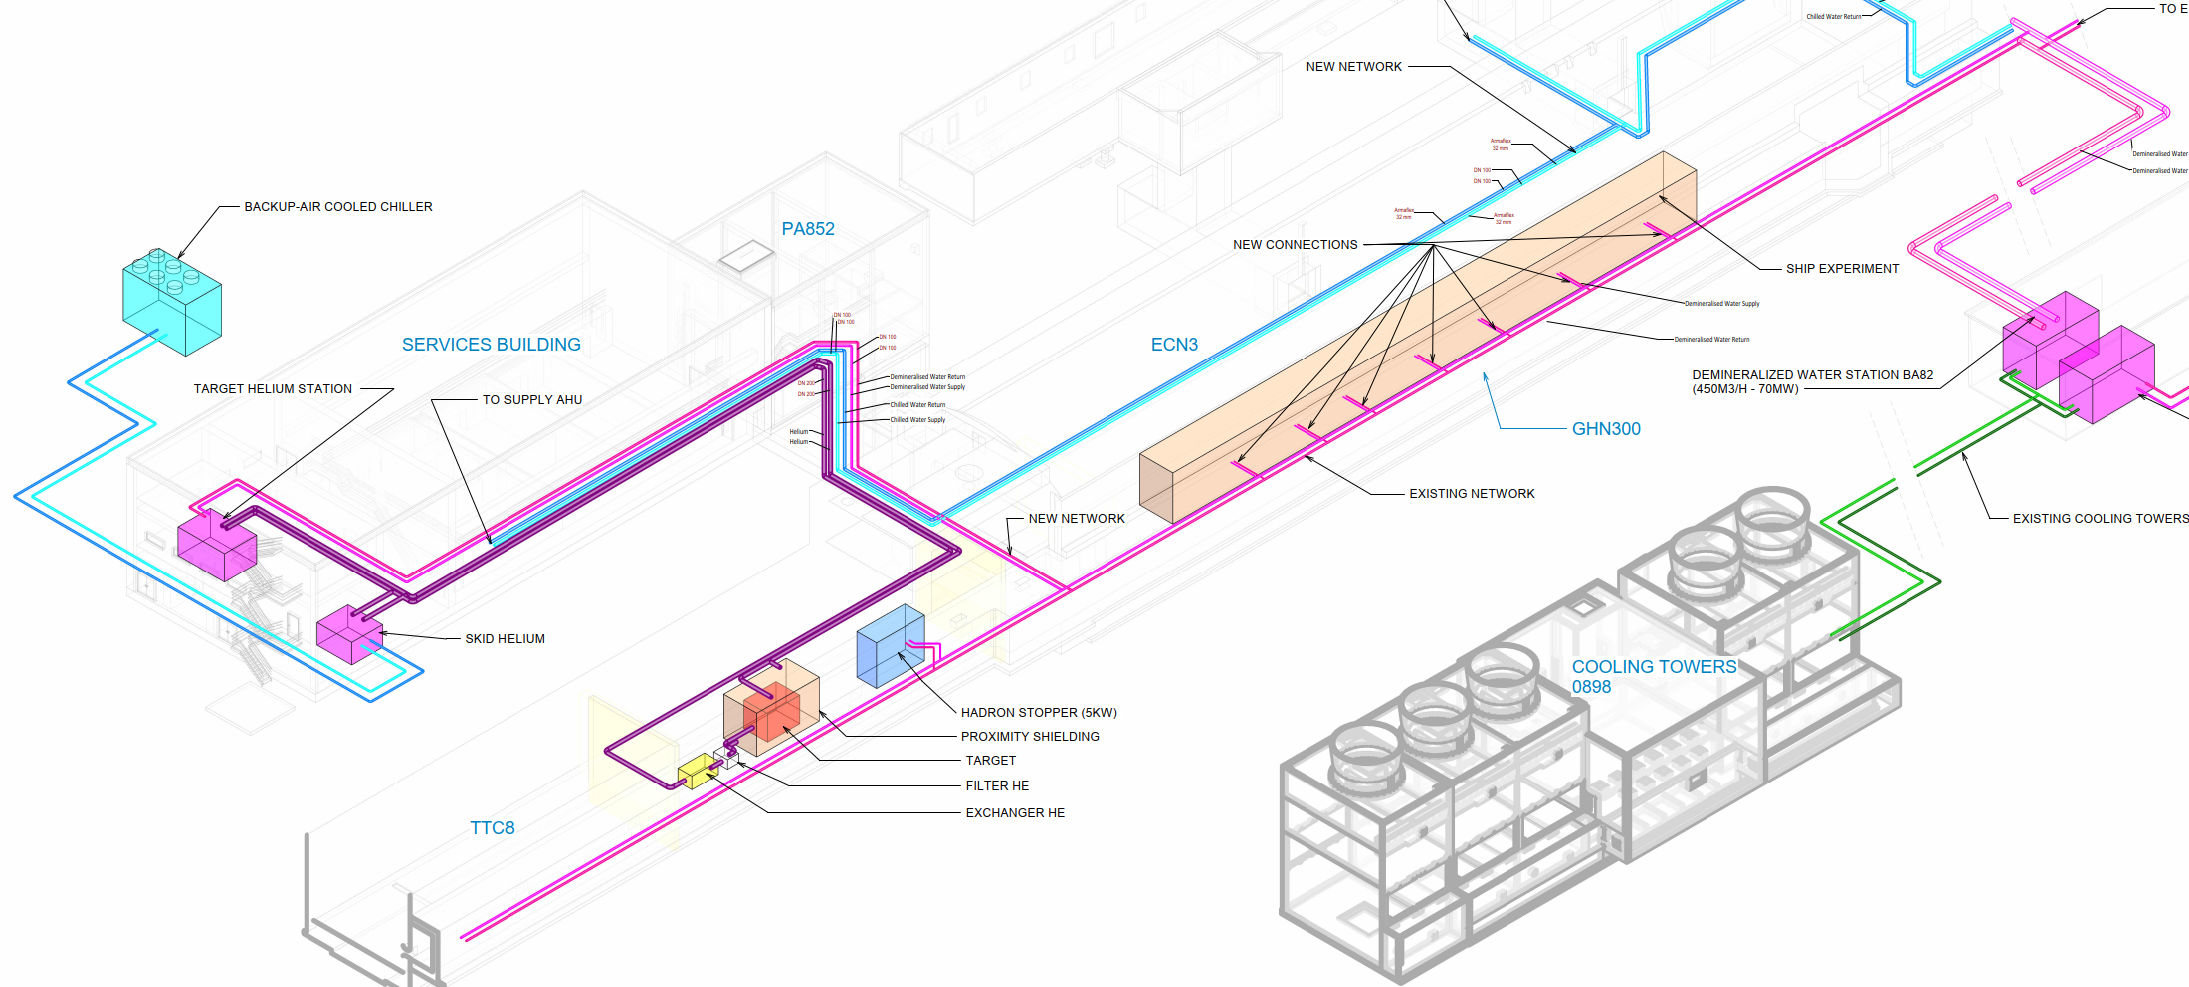 TO E
Chilled Water Return
NEW NETWORK
Armaflex
32 mm
Demineralised Water
Demineralised Water
DN 100
DN 100
BACKUP-AIR COOLED CHILLER
Armaflex
32 mm
Armaflex
32 mm
PA852
NEW CONNECTIONS
SHIP EXPERIMENT
Demineralised Water Supply
DN 100
DN 100
DN 100
DN 100
SERVICES BUILDING
ECN3
Demineralised Water Return
TARGET HELIUM STATION
TO SUPPLY AHU
DN 200
DN 200
Demineralised Water Return
Demineralised Water Supply
Chilled Water Return
Chilled Water Supply
Helium
Helium
DEMINERALIZED WATER STATION BA82
(450M3/H - 70MW)
GHN300
EXISTING NETWORK
NEW NETWORK
EXISTING COOLING TOWERS
SKID HELIUM
COOLING TOWERS
0898
HADRON STOPPER (5KW)
PROXIMITY SHIELDING
TARGET
FILTER HE
EXCHANGER HE
TTC8